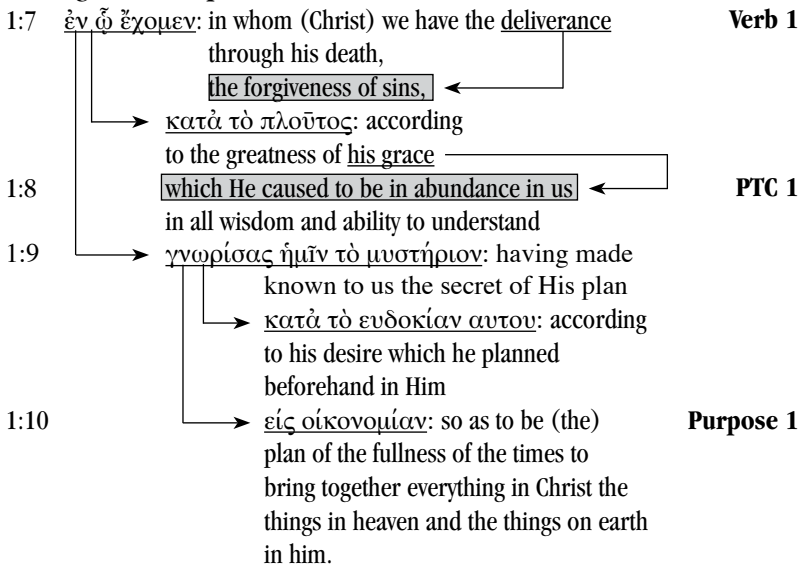 1:7 ἐν ᾧ ἔχομεν: in whom (Christ) we have the deliverance Verb 1
through his death,
the forgiveness of sins,
κατἀ τὸ πλοῦτος: according
to the greatness of his grace
1:8 which He caused to be in abundance in us PTC 1
in all wisdom and ability to understand
1:9 γνωρίσας ἡμῖν τὸ μυστήριον: having made
known to us the secret of His plan
κατἀ τὸ ευδοκίαν αυτου: according
to his desire which he planned
beforehand in Him
1:10 είς οίκονομίαν: so as to be (the) Purpose 1
plan of the fullness of the times to
bring together everything in Christ the
things in heaven and the things on earth
in him.